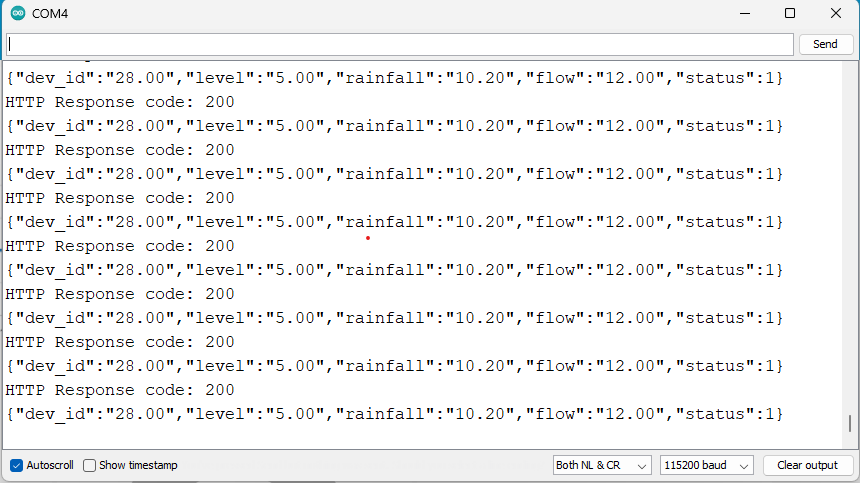 COM4
Send
{"dev_id":"28.00","level":"5.00","rainfall":"10.20","flow":"12.00","status":1}
HTTP Response code: 200
{"dev_id":"28.00","level":"5.00","rainfall":"10.20","flow":"12.00","status":1}
HTTP Response code: 200
{"dev_id":"28.00","level":"5.00","rainfall":"10.20","flow":"12.00","status":1}
HTTP Response code: 200
{"dev_id":"28.00","level":"5.00","rainfall":"10.20","flow":"12.00","status":1}
HTTP Response code: 200
{"dev_id":"28.00","level":"5.00","rainfall":"10.20","flow":"12.00","status":1}
HTTP Response code: 200
{"dev_id":"28.00","level":"5.00","rainfall":"10.20","flow":"12.00","status":1}
HTTP Response code: 200
{"dev_id":"28.00","level":"5.00","rainfall":"10.20","flow":"12.00","status":1}
HTTP Response code: 200
{"dev_id":"28.00","level":"5.00","rainfall":"10.20","flow":"12.00","status":1}
Autoscroll Show timestamp Both NL & CR 115200 baud Clear output